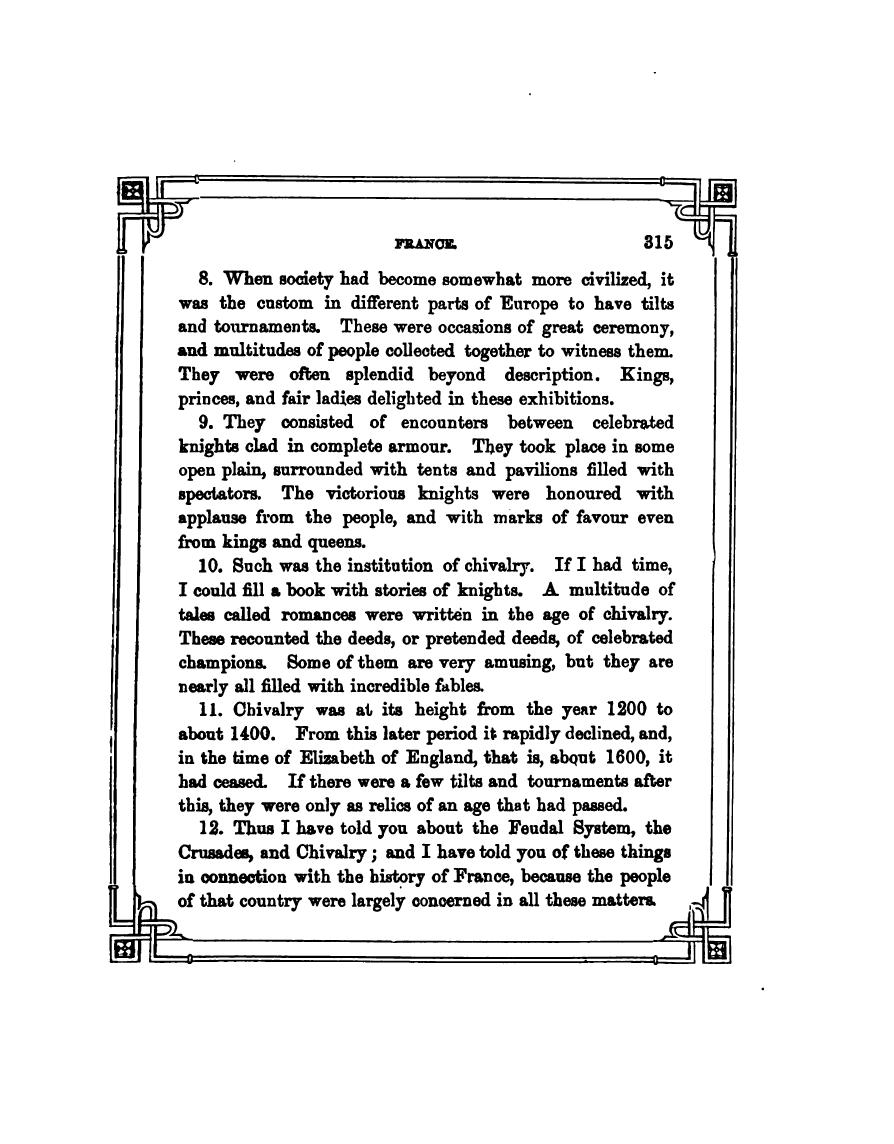 FRANCE. 315
8. When society had become somewhat more civilized, it
was the custom in different parts of Europe to have tilts
and tournaments. These were occasions of great ceremony,
and multitudes of people collected together to witness them.
They were often splendid beyond description. Kings,
princes, and fair ladies delighted in these exhibitions.
9. They consisted of encounters between celebrated
knights clad in complete armour. They took place in some
open plain, surrounded with tents and pavilions filled with
spectators. The victorious knights were honoured with
applause from the people, and with marks of favour even
from kings and queens.
10. Such was the institution of chivalry. If I had time,
I could fill a book with stories of knights. A multitude of
tales called romances were written in the age of chivalry.
These recounted the deeds, or pretended deeds, of celebrated
champions. Some of them are very amusing, but they are
nearly all filled with incredible fables.
11. Chivalry was at its height from the year 1200 to
about 1400. From this later period it rapidly declined, and,
in the time of Elizabeth of England, that is, about 1600, it
had ceased. If there were a few tilts and tournaments after
this, they were only as relics of an age that had passed.
12. Thus I have told you about the Feudal System, the
Crusades, and Chivalry; and I have told you of these things
in connection with the history of France, because the people
of that country were largely concerned in all these matters.